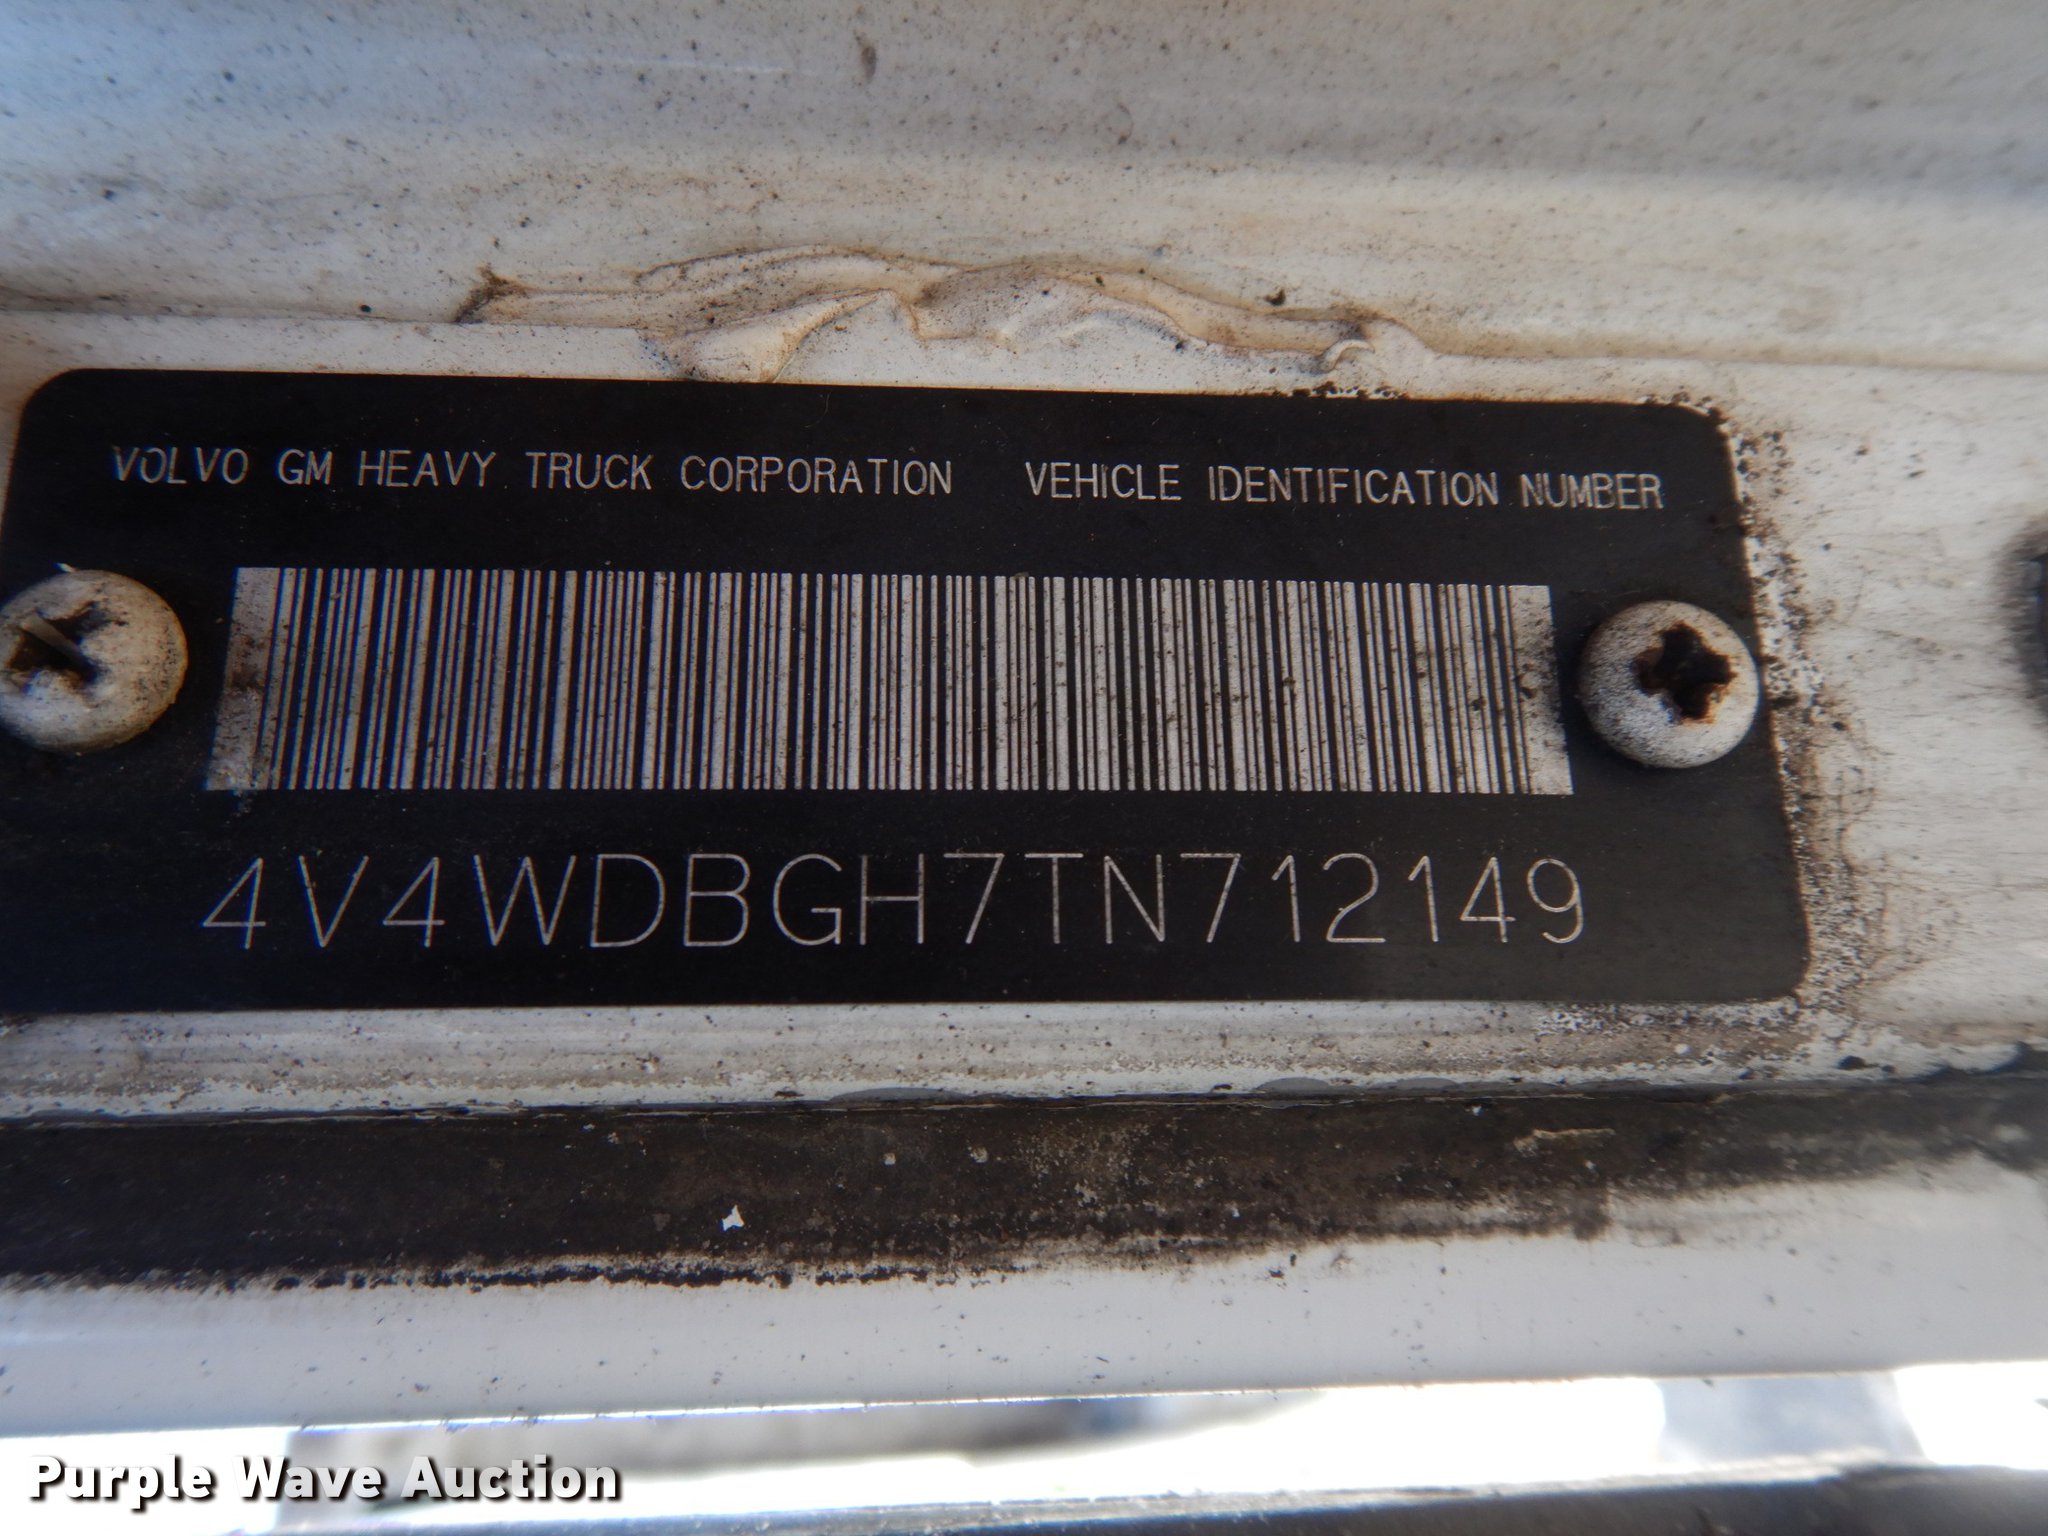 VOLVO GM HEAVY TRUCK CORPORATION VEHICLE IDENTIFICATION NUMBER
4V4WDBGH7TN712149
Purple Wave Auction